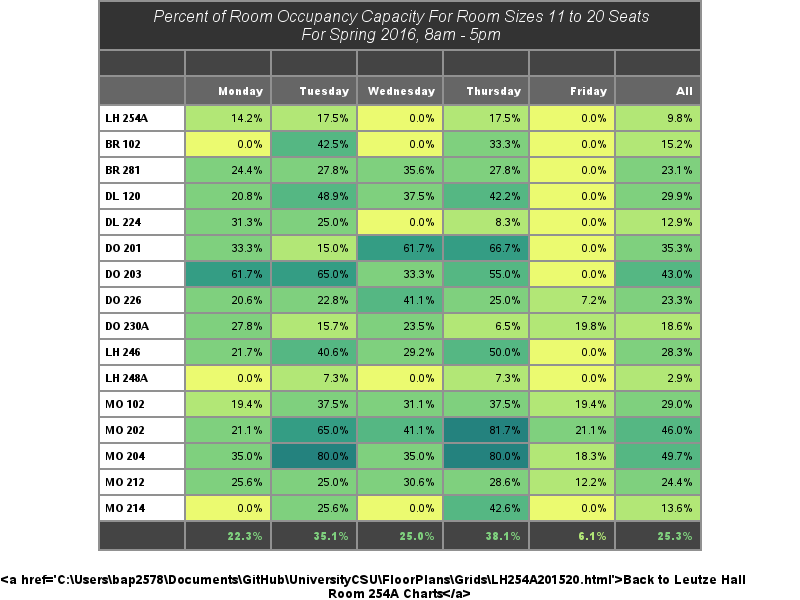 Percent of Room Occupancy Capacity For Room Sizes 11 to 20 Seats
For Spring 2016, 8am - 5pm
Monday Tuesday Wednesday Thursday Friday All
LH 254A 14.2% 17.5% 0.0% 17.5% 0.0% 9.8%
BR 102 0.0% 42.5% 0.0% 33.3% 0.0% 15.2%
BR 281 24.4% 27.8% 35.6% 27.8% 0.0% 23.1%
DL 120 20.8% 48.9% 37.5% 42.2% 0.0% 29.9%
DL 224 31.3% 25.0% 0.0% 8.3% 0.0% 12.9%
DO 201 33.3% 15.0% 61.7% 66.7% 0.0% 35.3%
DO 203 61.7% 65.0% 33.3% 55.0% 0.0% 43.0%
DO 226 20.6% 22.8% 41.1% 25.0% 7.2% 23.3%
DO 230A 27.8% 15.7% 23.5% 6.5% 19.8% 18.6%
LH 246 21.7% 40.6% 29.2% 50.0% 0.0% 28.3%
LH 248A 0.0% 7.3% 0.0% 7.3% 0.0% 2.9%
MO 102 19.4% 37.5% 31.1% 37.5% 19.4% 29.0%
MO 202 21.1% 65.0% 41.1% 81.7% 21.1% 46.0%
MO 204 35.0% 80.0% 35.0% 80.0% 18.3% 49.7%
MO 212 25.6% 25.0% 30.6% 28.6% 12.2% 24.4%
MO 214 0.0% 25.6% 0.0% 42.6% 0.0% 13.6%
22.3% 35.1% 25.0% 38.1% 6.1% 25.3%
<a href='C:\Users\bap2578\Documents\GitHub\UniversityCSU\FloorPlans\Grids\LH254A201520.html'>Back to Leutze Hall
Room 254A Charts</a>